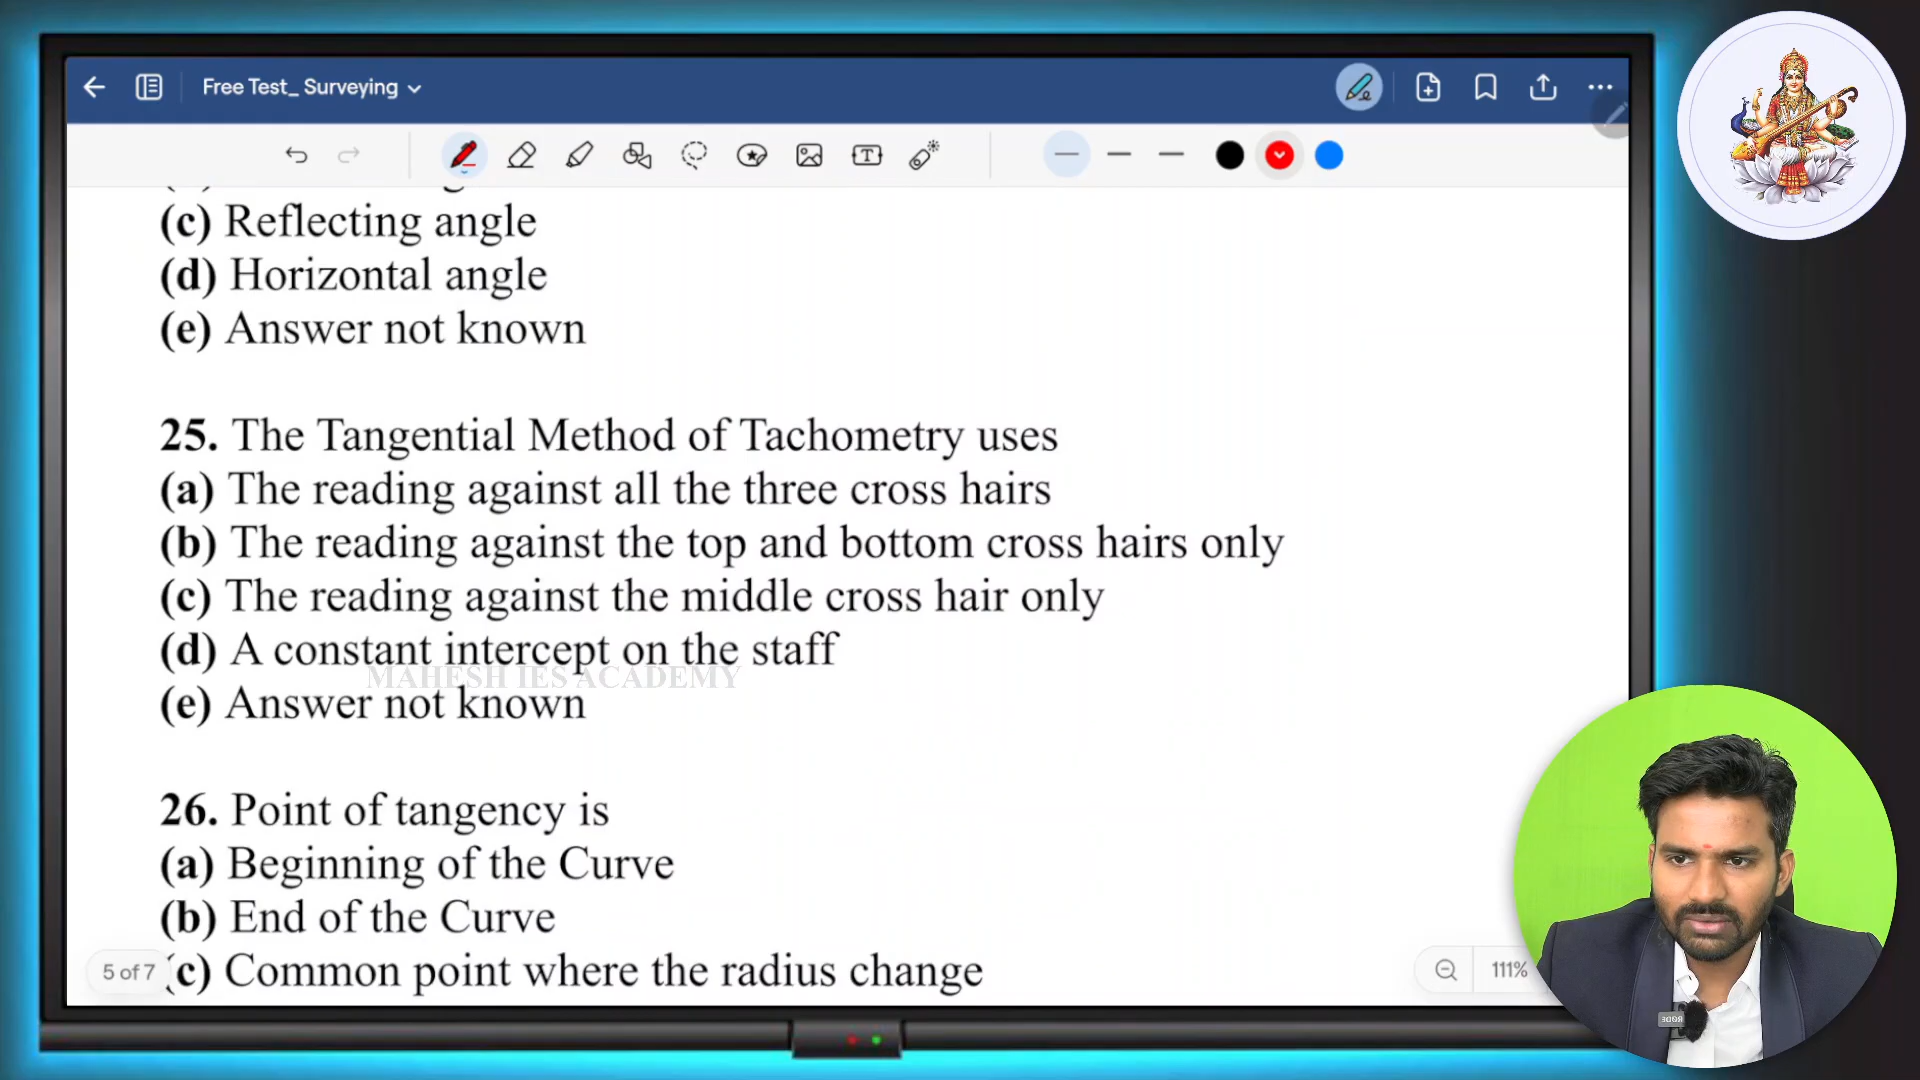 Free Test_ Surveying
(c) Reflecting angle
(d) Horizontal angle
(e) Answer not known
25. The Tangential Method of Tachometry uses
(a) The reading against all the three cross hairs
(b) The reading against the top and bottom cross hairs only
(c) The reading against the middle cross hair only
(d) A constant intercept on the staff
MAHESH IES ACADEMY
(e) Answer not known
26. Point of tangency is
(a) Beginning of the Curve
(b) End of the Curve
(c) Common point where the radius change
5 of 7
111%